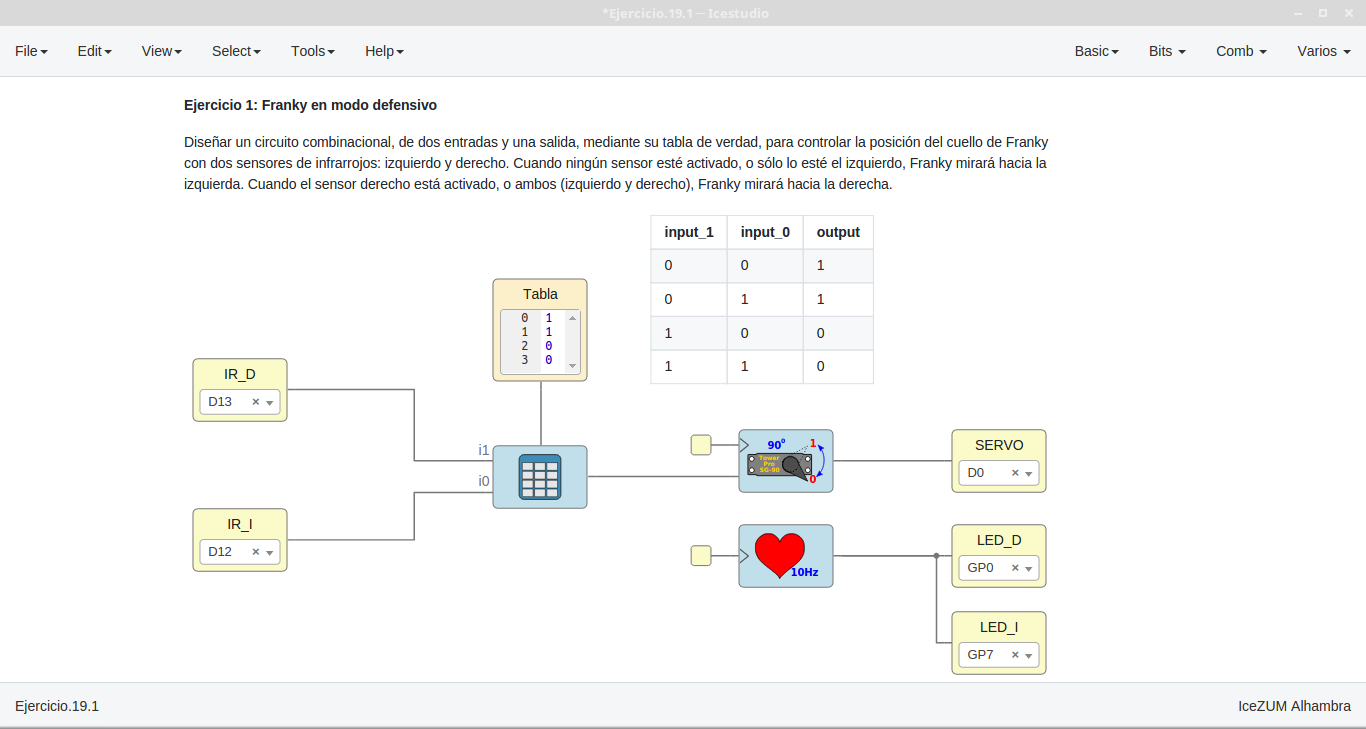 *Ejercicio.19.1 ─ Icestudio
File Edit View Select Tools Help Basic Bits Comb Varios
Ejercicio 1: Franky en modo defensivo
Diseñar un circuito combinacional, de dos entradas y una salida, mediante su tabla de verdad, para controlar la posición del cuello de Franky
con dos sensores de infrarrojos: izquierdo y derecho. Cuando ningún sensor esté activado, o sólo lo esté el izquierdo, Franky mirará hacia la
izquierda. Cuando el sensor derecho está activado, o ambos (izquierdo y derecho), Franky mirará hacia la derecha.
input_1 input_0 output
0 0 1
0 1 1
1 0 0
1 1 0
Tabla
0 1
1 1
2 0
3 0
IR_D
D13 ×
i1
i0
IR_I
D12 ×
90º 1
Tower
Pro
SG-90
0
SERVO
D0 ×
10Hz
LED_D
GP0 ×
LED_I
GP7 ×
Ejercicio.19.1 IceZUM Alhambra